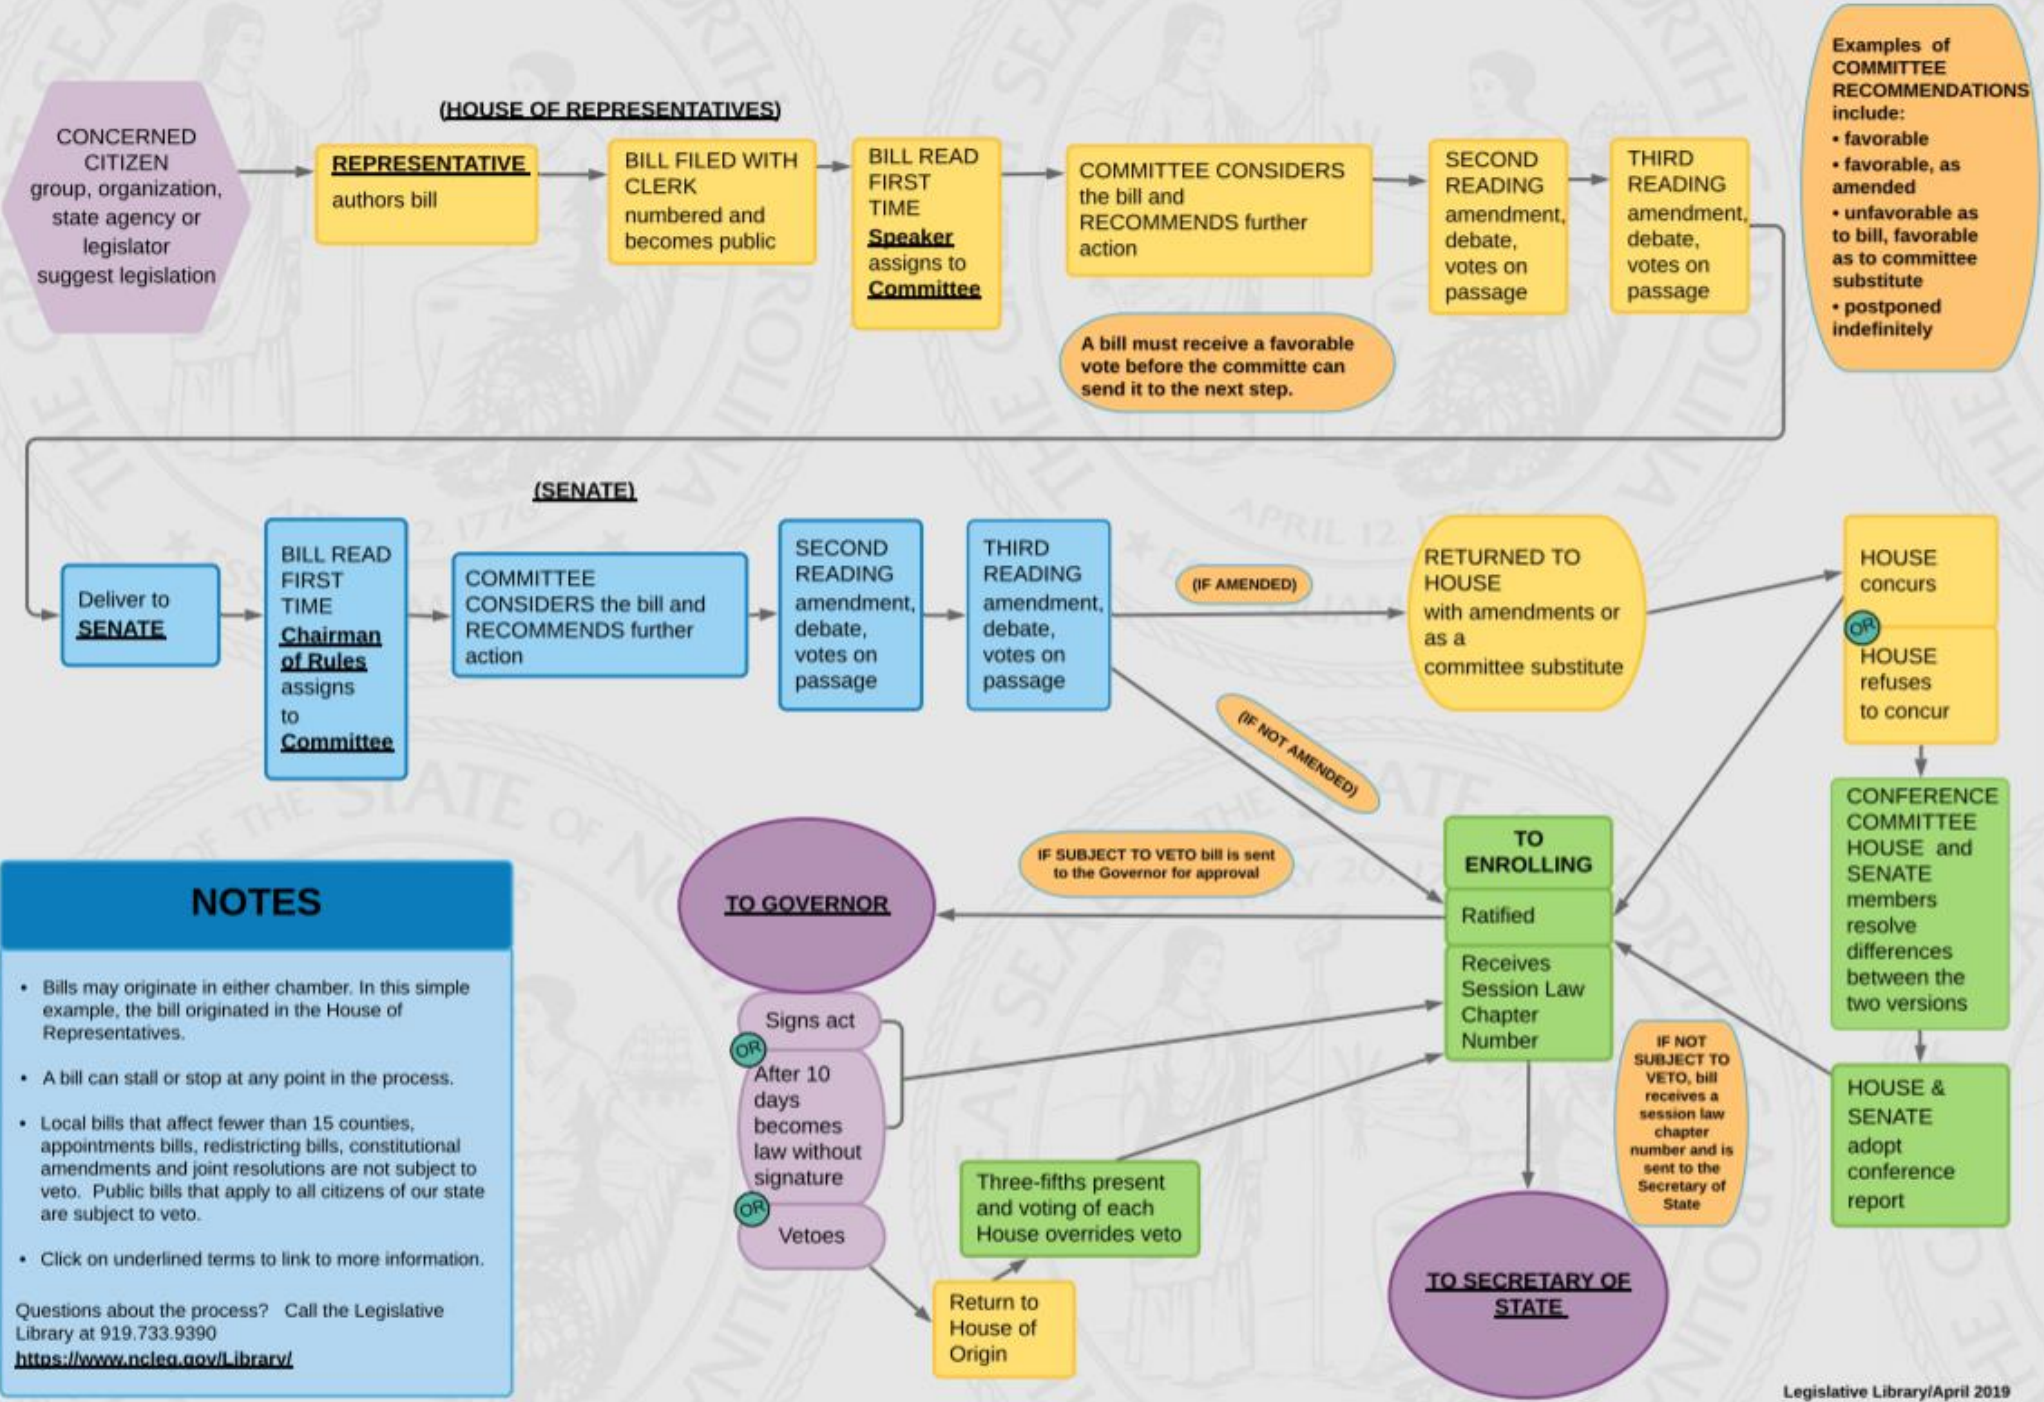 (HOUSE OF REPRESENTATIVES)
CONCERNED
CITIZEN
group, organization,
state agency or
legislator
suggest legislation
REPRESENTATIVE
authors bill
BILL FILED WITH
CLERK
numbered and
becomes public
BILL READ
FIRST
TIME
Speaker
assigns to
Committee
COMMITTEE CONSIDERS
the bill and
RECOMMENDS further
action
A bill must receive a favorable
vote before the committe can
send it to the next step.
SECOND
READING
amendment,
debate,
votes on
passage
THIRD
READING
amendment,
debate,
votes on
passage
Examples of
COMMITTEE
RECOMMENDATIONS
include:
• favorable
• favorable, as
amended
• unfavorable as
to bill, favorable
as to committee
substitute
• postponed
indefinitely
(SENATE)
Deliver to
SENATE
BILL READ
FIRST
TIME
Chairman
of Rules
assigns
to
Committee
COMMITTEE
CONSIDERS the bill and
RECOMMENDS further
action
SECOND
READING
amendment,
debate,
votes on
passage
THIRD
READING
amendment,
debate,
votes on
passage
(IF AMENDED)
(IF NOT AMENDED)
RETURNED TO
HOUSE
with amendments or
as a
committee substitute
HOUSE
concurs
OR
HOUSE
refuses
to concur
CONFERENCE
COMMITTEE
HOUSE and
SENATE
members
resolve
differences
between the
two versions
HOUSE &
SENATE
adopt
conference
report
TO
ENROLLING
Ratified
Receives
Session Law
Chapter
Number
IF SUBJECT TO VETO bill is sent
to the Governor for approval
IF NOT
SUBJECT TO
VETO, bill
receives a
session law
chapter
number and is
sent to the
Secretary of
State
TO GOVERNOR
Signs act
OR
After 10
days
becomes
law without
signature
OR
Vetoes
Return to
House of
Origin
Three-fifths present
and voting of each
House overrides veto
TO SECRETARY OF
STATE
NOTES
• Bills may originate in either chamber. In this simple
example, the bill originated in the House of
Representatives.
• A bill can stall or stop at any point in the process.
• Local bills that affect fewer than 15 counties,
appointments bills, redistricting bills, constitutional
amendments and joint resolutions are not subject to
veto. Public bills that apply to all citizens of our state
are subject to veto.
• Click on underlined terms to link to more information.
Questions about the process? Call the Legislative
Library at 919.733.9390
https://www.ncleg.gov/Library/
Legislative Library/April 2019